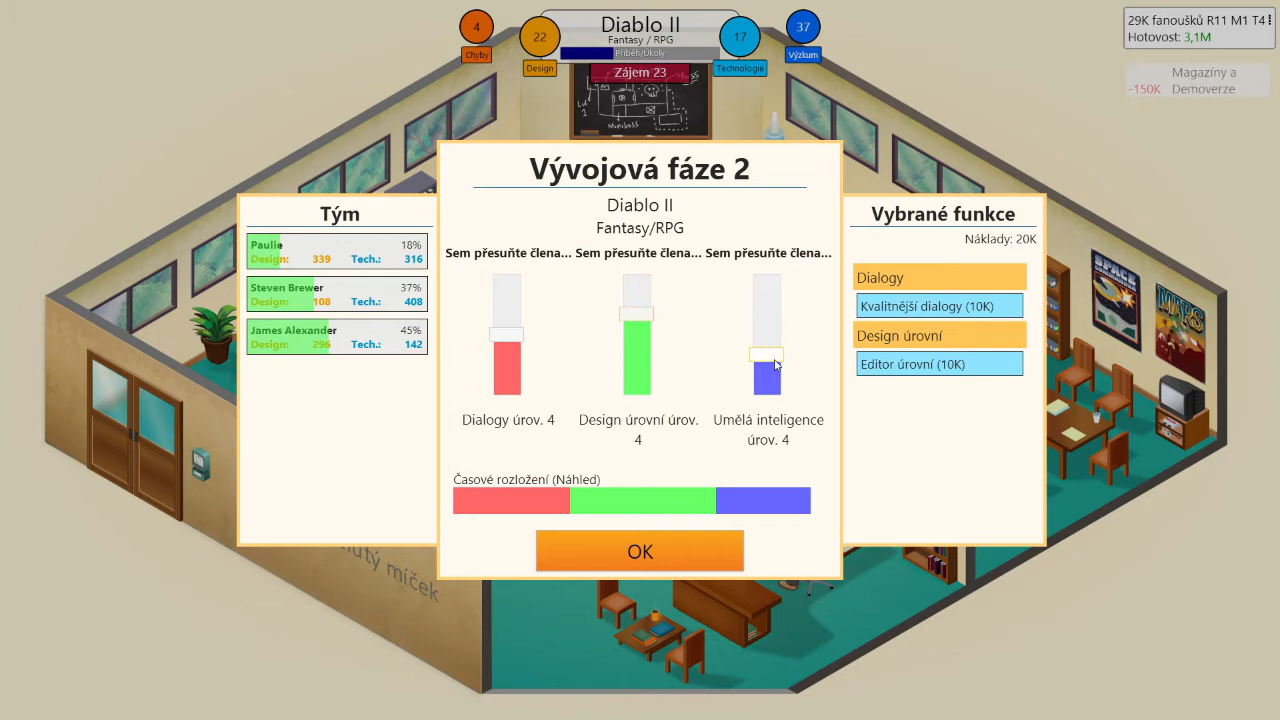 4
Chyby
22
Design
Diablo II
Fantasy / RPG
Příběh/Úkoly
Zájem 23
17
Technologie
37
Výzkum
29K fanoušků R11 M1 T4
Hotovost: 3,1M
-150K
Magazíny a
Demoverze
Boss
Miniboss
Tým
Paulie 18%
Design: 339 Tech.: 316
Steven Brewer 37%
Design: 108 Tech.: 408
James Alexander 45%
Design: 296 Tech.: 142
Vývojová fáze 2
Diablo II
Fantasy/RPG
Sem přesuňte člena... Sem přesuňte člena... Sem přesuňte člena...
Dialogy úrov. 4
Design úrovní úrov.
4
Umělá inteligence
úrov. 4
Časové rozložení (Náhled)
OK
Vybrané funkce
Náklady: 20K
Dialogy
Kvalitnější dialogy (10K)
Design úrovní
Editor úrovní (10K)
SPACE
COMMANDER
MARS
míček